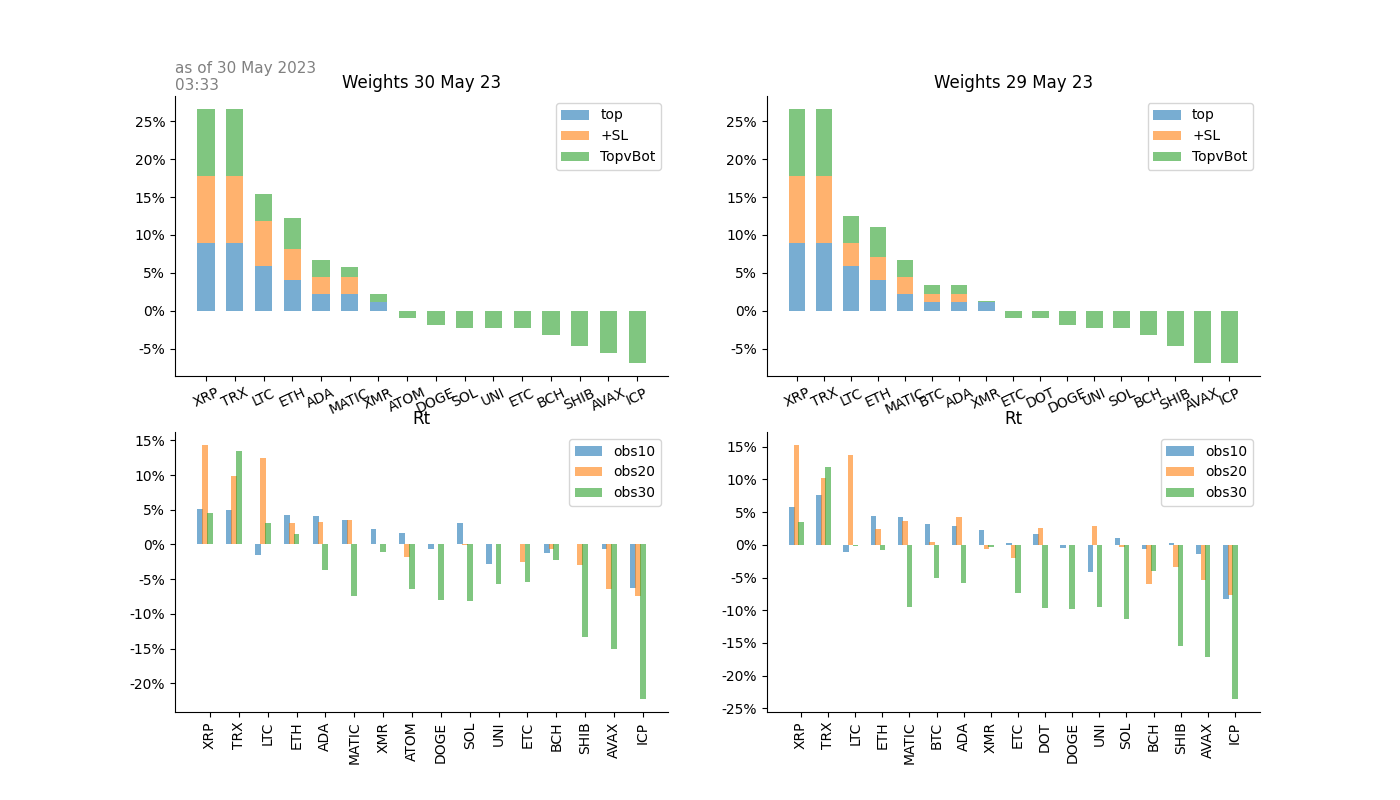 as of 30 May 2023
03:33
Weights 30 May 23
25%
20%
15%
10%
5%
0%
-5%
top
+SL
TopvBot
XRP TRX LTC ETH ADA MATIC XMR ATOM DOGE SOL UNI ETC BCH SHIB AVAX ICP
Weights 29 May 23
25%
20%
15%
10%
5%
0%
-5%
top
+SL
TopvBot
XRP TRX LTC ETH MATIC BTC ADA XMR ETC DOT DOGE UNI SOL BCH SHIB AVAX ICP
Rt
15%
10%
5%
0%
-5%
-10%
-15%
-20%
obs10
obs20
obs30
XRP TRX LTC ETH ADA MATIC XMR ATOM DOGE SOL UNI ETC BCH SHIB AVAX ICP
Rt
15%
10%
5%
0%
-5%
-10%
-15%
-20%
-25%
obs10
obs20
obs30
XRP TRX LTC ETH MATIC BTC ADA XMR ETC DOT DOGE UNI SOL BCH SHIB AVAX ICP